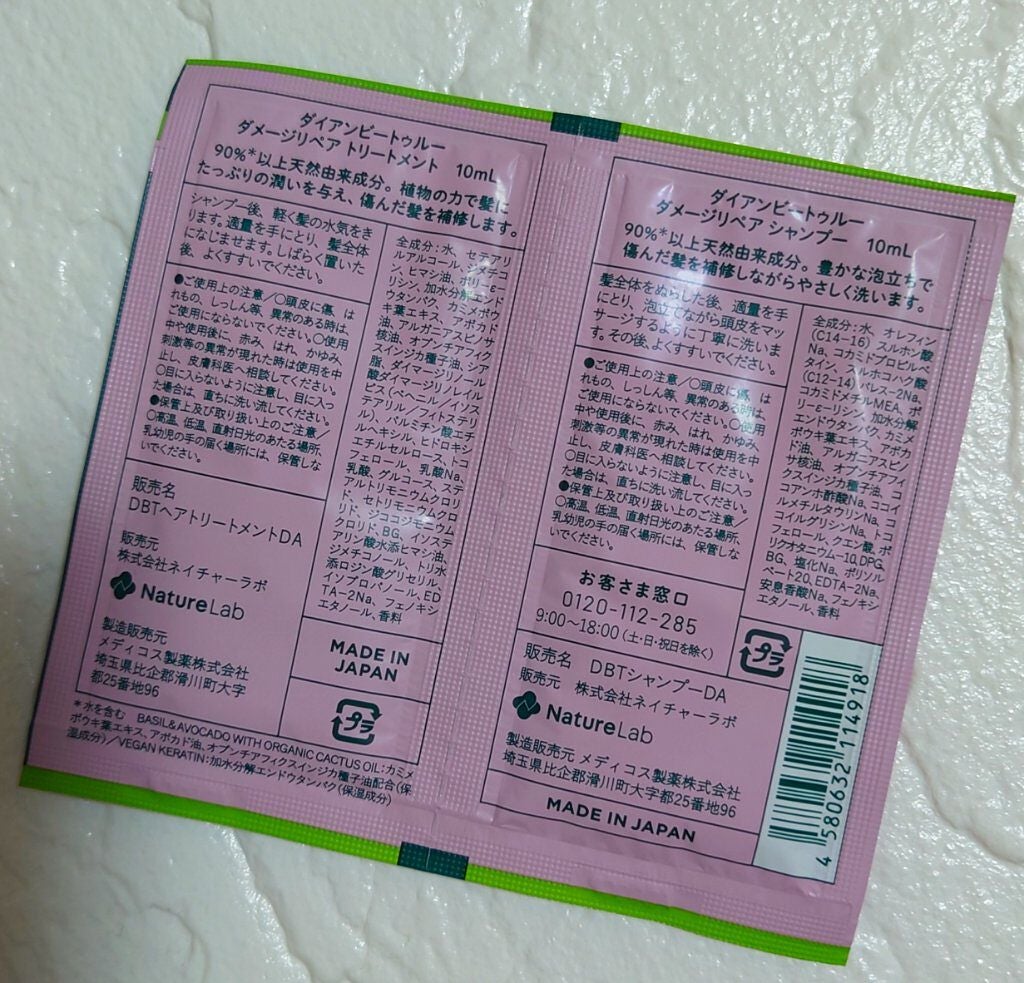 ダイアンビートゥルー
ダメージリペア トリートメント 10mL
90%*以上天然由来成分。植物の力で髪に
たっぷりの潤いを与え、傷んだ髪を補修します。
シャンプー後、軽く髪の水気をき
ります。適量を手にとり、髪全体
になじませます。しばらく置いた
後、よくすすいでください。
●ご使用上の注意/○頭皮に傷、は
れもの、しっしん等、異常のある時は、
ご使用にならないでください。○使用
中や使用後に、赤み、はれ、かゆみ、
刺激等の異常が現れた時は使用を中
止し、皮膚科医へ相談してください。
○目に入らないように注意し、目に入っ
た場合は、直ちに洗い流してください。
●保管上及び取り扱い上のご注意/
○高温、低温、直射日光のあたる場所、
乳幼児の手の届く場所には、保管しな
いでください。
販売名
DBTヘアトリートメントDA
販売元
株式会社ネイチャーラボ
NatureLab
製造販売元
メディコス製薬株式会社
埼玉県比企郡滑川町大字
都25番地96
全成分:水、セテアリ
ルアルコール、ジメチコ
ン、ヒマシ油、ポリ-ε-
リシン、加水分解エンド
ウタンパク、カミメボウ
キ葉エキス、アボカド
油、アルガニアスピノサ
核油、オプンチアフィク
スインジカ種子油、シア
脂、ダイマージリノール
酸ダイマージリノレイル
ビス(ベヘニル/イソス
テアリル/フィトステリ
ル)、パルミチン酸エチ
ルヘキシル、ヒドロキシ
エチルセルロース、トコ
フェロール、乳酸Na、
乳酸、グルコース、ステ
アルトリモニウムクロリ
ド、セトリモニウムクロ
リド、ジココジモニウム
クロリド、BG、イソステ
アリン酸水添ヒマシ油、
ジメチコノール、トリ水
添ロジン酸グリセリル、
イソプロパノール、ED
TA-2Na、フェノキシ
エタノール、香料
MADE IN
JAPAN
プラ
*水を含む BASIL&AVOCADO WITH ORGANIC CACTUS OIL:カミメ
ボウキ葉エキス、アボカド油、オプンチアフィクスインジカ種子油配合(保
湿成分)/VEGAN KERATIN:加水分解エンドウタンパク(保湿成分)
ダイアンビートゥルー
ダメージリペア シャンプー 10mL
90%*以上天然由来成分。豊かな泡立ちで
傷んだ髪を補修しながらやさしく洗います。
髪全体をぬらした後、適量を手
にとり、泡立てながら頭皮をマッ
サージするように丁寧に洗いま
す。その後、よくすすいでください。
●ご使用上の注意/○頭皮に傷、は
れもの、しっしん等、異常のある時は、
ご使用にならないでください。○使用
中や使用後に、赤み、はれ、かゆみ、
刺激等の異常が現れた時は使用を中
止し、皮膚科医へ相談してください。
○目に入らないように注意し、目に入っ
た場合は、直ちに洗い流してください。
●保管上及び取り扱い上のご注意/
○高温、低温、直射日光のあたる場所、
乳幼児の手の届く場所には、保管しな
いでください。
全成分:水、オレフィン
(C14-16)スルホン酸
Na、コカミドプロピルベ
タイン、スルホコハク酸
(C12-14)パレス-2Na、
コカミドメチルMEA、ポ
リ-ε-リシン、加水分解
エンドウタンパク、カミメ
ボウキ葉エキス、アボカ
ド油、アルガニアスピノ
サ核油、オプンチアフィ
クスインジカ種子油、コ
コアンホ酢酸Na、ココイ
ルメチルタウリンNa、コ
コイルグリシンNa、トコ
フェロール、クエン酸、ポ
リクオタニウム-10、DPG、
BG、塩化Na、ポリソル
ベート20、EDTA-2Na、
安息香酸Na、フェノキシ
エタノール、香料
お客さま窓口
0120-112-285
9:00~18:00(土・日・祝日を除く)
プラ
販売名 DBTシャンプーDA
販売元 株式会社ネイチャーラボ
NatureLab
製造販売元 メディコス製薬株式会社
埼玉県比企郡滑川町大字都25番地96
MADE IN JAPAN
4 580632 114918